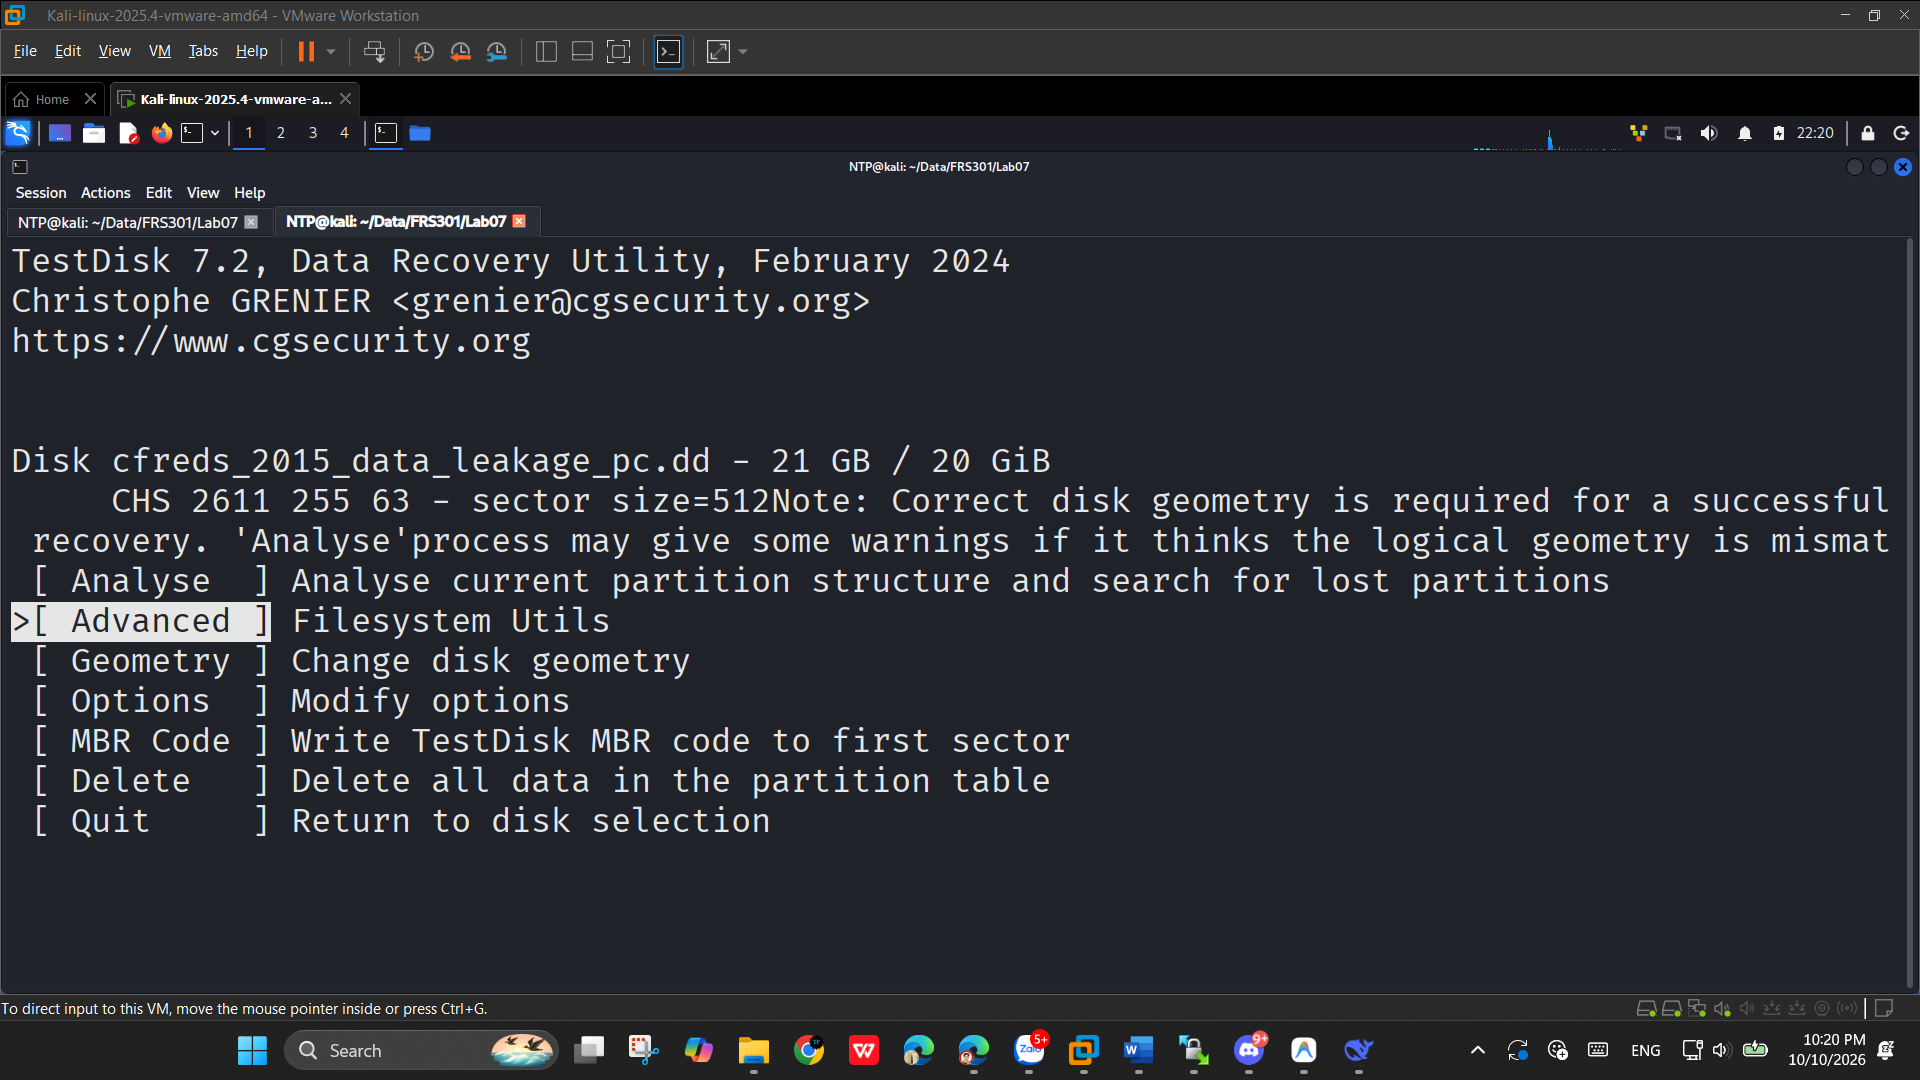 Kali-linux-2025.4-vmware-amd64 - VMware Workstation
File Edit View VM Tabs Help
Home
Kali-linux-2025.4-vmware-a...
1 2 3 4
22:20
NTP@kali: ~/Data/FRS301/Lab07
Session Actions Edit View Help
NTP@kali: ~/Data/FRS301/Lab07
NTP@kali: ~/Data/FRS301/Lab07
TestDisk 7.2, Data Recovery Utility, February 2024
Christophe GRENIER <grenier@cgsecurity.org>
https://www.cgsecurity.org
Disk cfreds_2015_data_leakage_pc.dd - 21 GB / 20 GiB
CHS 2611 255 63 - sector size=512Note: Correct disk geometry is required for a successful
recovery. 'Analyse'process may give some warnings if it thinks the logical geometry is mismat
[ Analyse  ] Analyse current partition structure and search for lost partitions
>[ Advanced ] Filesystem Utils
[ Geometry ] Change disk geometry
[ Options  ] Modify options
[ MBR Code ] Write TestDisk MBR code to first sector
[ Delete   ] Delete all data in the partition table
[ Quit     ] Return to disk selection
To direct input to this VM, move the mouse pointer inside or press Ctrl+G.
Search
Zalo
5+
9+
ENG
10:20 PM
10/10/2026